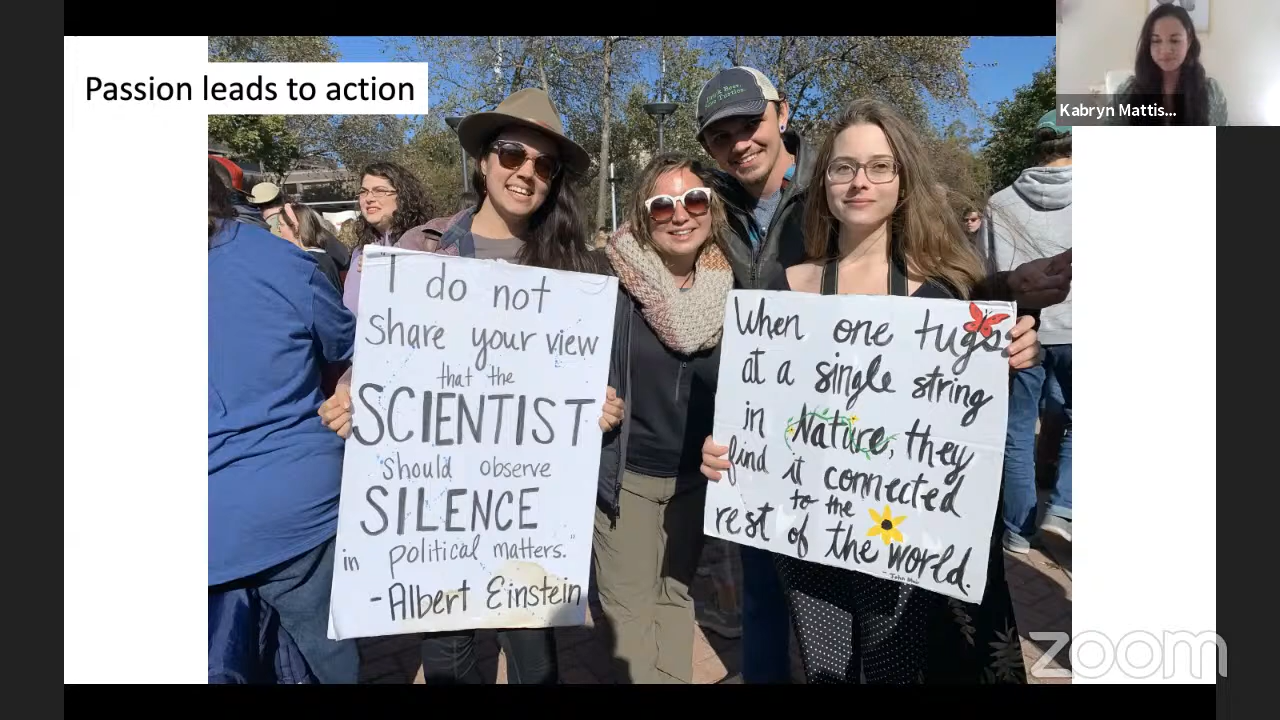 Passion leads to action
Kabryn Mattis...
"I do not
share your view
that the
SCIENTIST
should observe
SILENCE
in political matters."
-Albert Einstein
When one tugs
at a single string
in Nature, they
find it connected
to the
rest of the world.
- John Muir
zoom